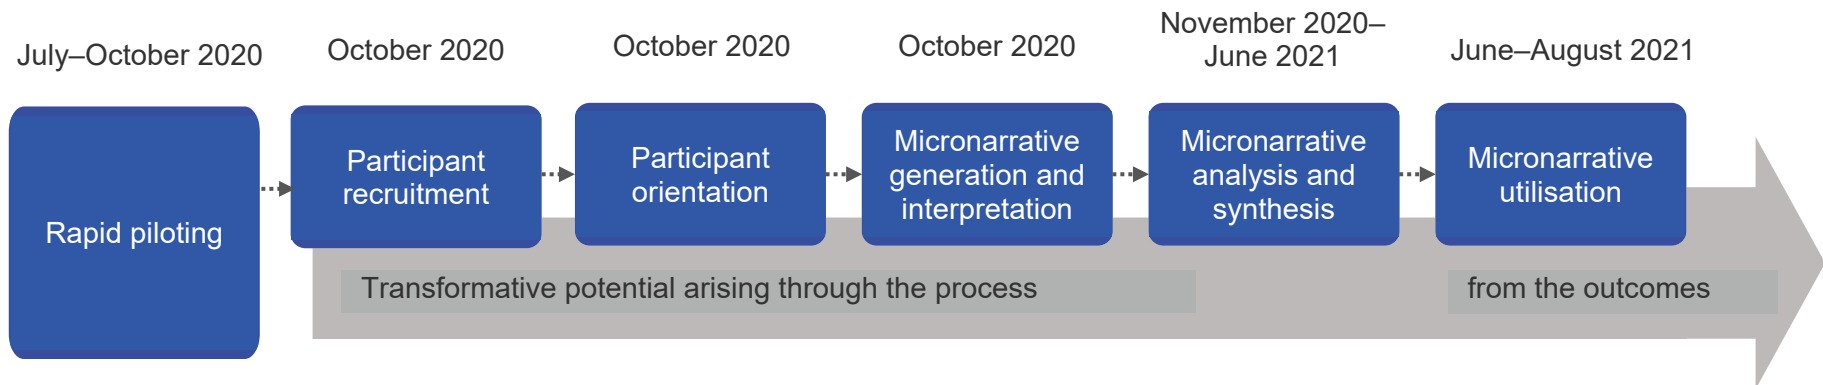 July–October 2020
October 2020
October 2020
October 2020
November 2020–
June 2021
June–August 2021
Rapid piloting
Participant
recruitment
Participant
orientation
Micronarrative
generation and
interpretation
Micronarrative
analysis and
synthesis
Micronarrative
utilisation
Transformative potential arising through the process
from the outcomes